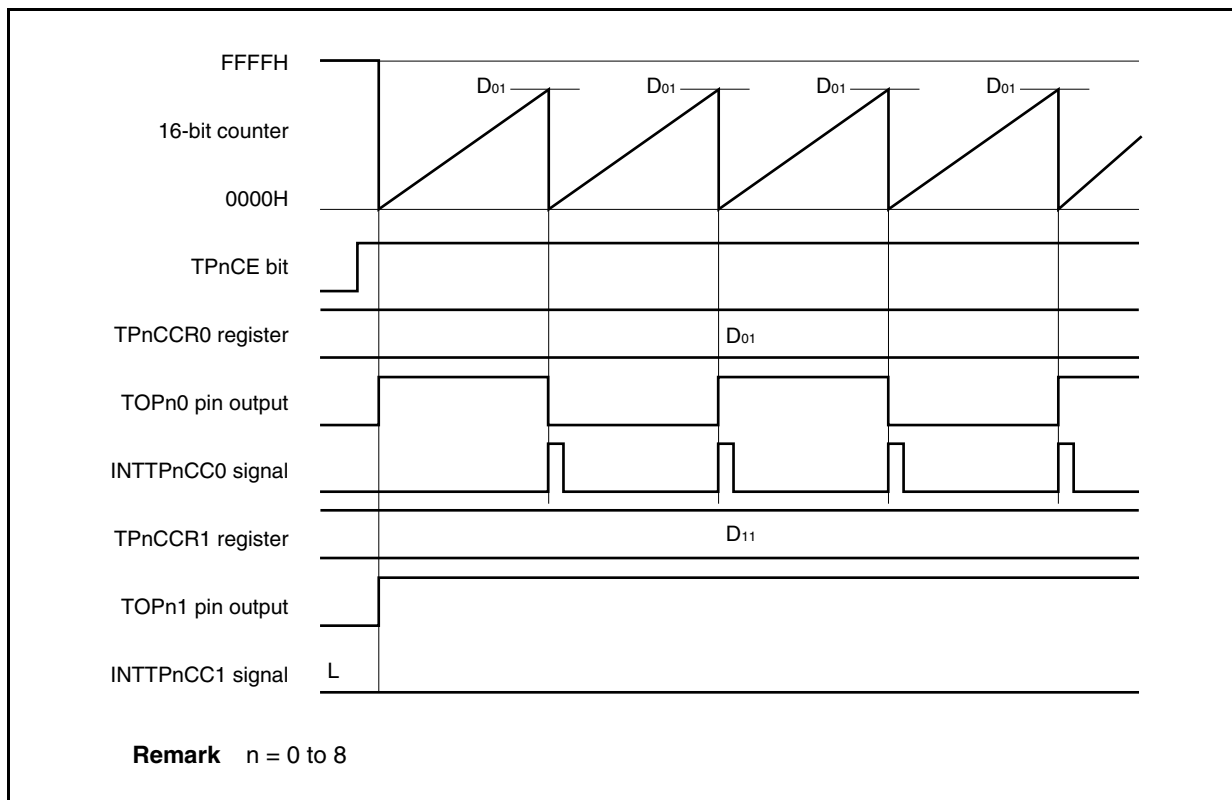 FFFFH
D01 D01 D01 D01
16-bit counter
0000H
TPnCE bit
TPnCCR0 register D01
TOPn0 pin output
INTTPnCC0 signal
TPnCCR1 register D11
TOPn1 pin output
INTTPnCC1 signal L
Remark n = 0 to 8